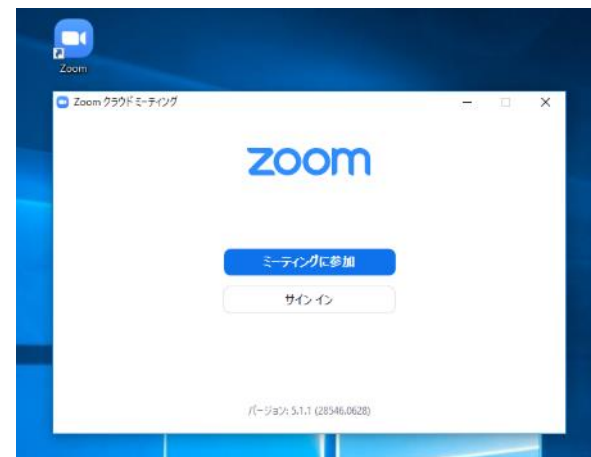 Zoom
Zoom クラウド ミーティング
zoom
ミーティングに参加
サイン イン
バージョン: 5.1.1 (28546.0628)